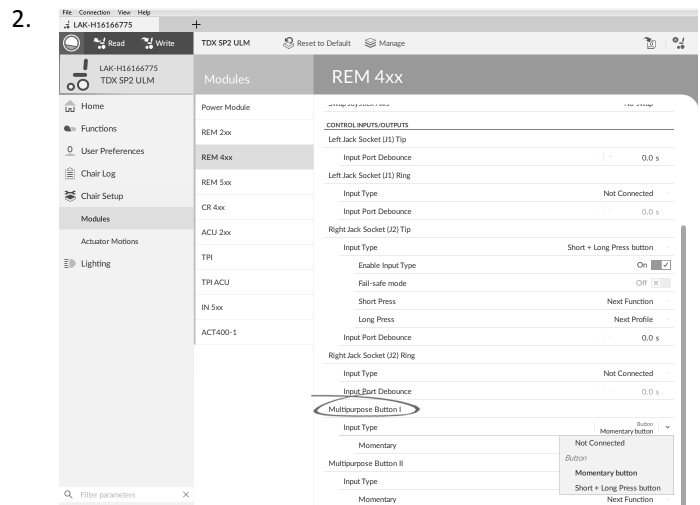 2.
File Connection View Help
LAK-H16166775 +
Read Write TDX SP2 ULM Reset to Default Manage
LAK-H16166775
TDX SP2 ULM
Modules
REM 4xx
Home
Functions
User Preferences
Chair Log
Chair Setup
Modules
Actuator Motions
Lighting
Filter parameters
Power Module
REM 2xx
REM 4xx
REM 5xx
CR 4xx
ACU 2xx
TPI
TPI ACU
IN 5xx
ACT400-1
CONTROL INPUTS/OUTPUTS
Left Jack Socket (J1) Tip
Input Port Debounce 0.0 s
Left Jack Socket (J1) Ring
Input Type Not Connected
Input Port Debounce 0.0 s
Right Jack Socket (J2) Tip
Input Type Short + Long Press button
Enable Input Type On
Fail-safe mode Off
Short Press Next Function
Long Press Next Profile
Input Port Debounce 0.0 s
Right Jack Socket (J2) Ring
Input Type Not Connected
Input Port Debounce 0.0 s
Multipurpose Button I
Input Type Button Momentary button
Momentary
Not Connected
Button
Momentary button
Short + Long Press button
Multipurpose Button II
Input Type
Momentary Next Function